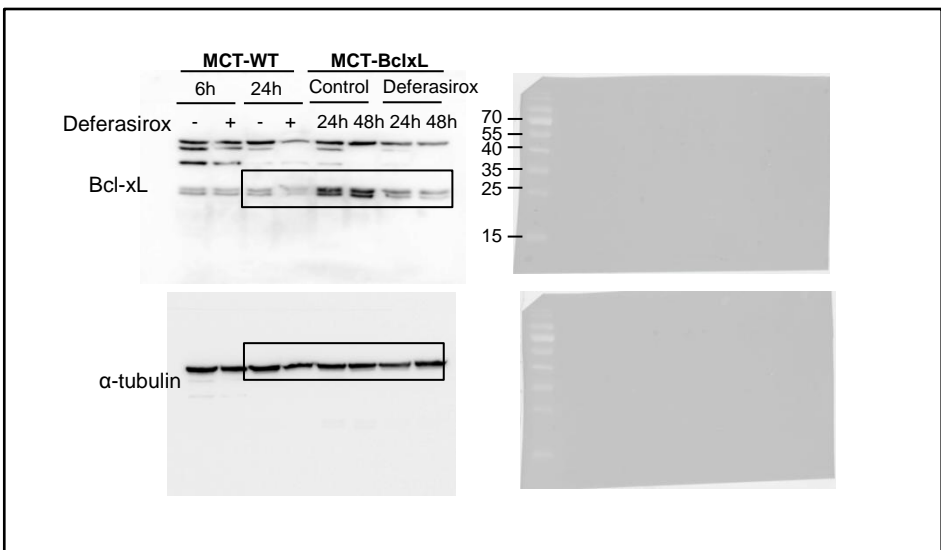 MCT-WT MCT-BclxL
6h 24h Control Deferasirox
Deferasirox - + - + 24h 48h 24h 48h
Bcl-xL
70
55
40
35
25
15
α-tubulin